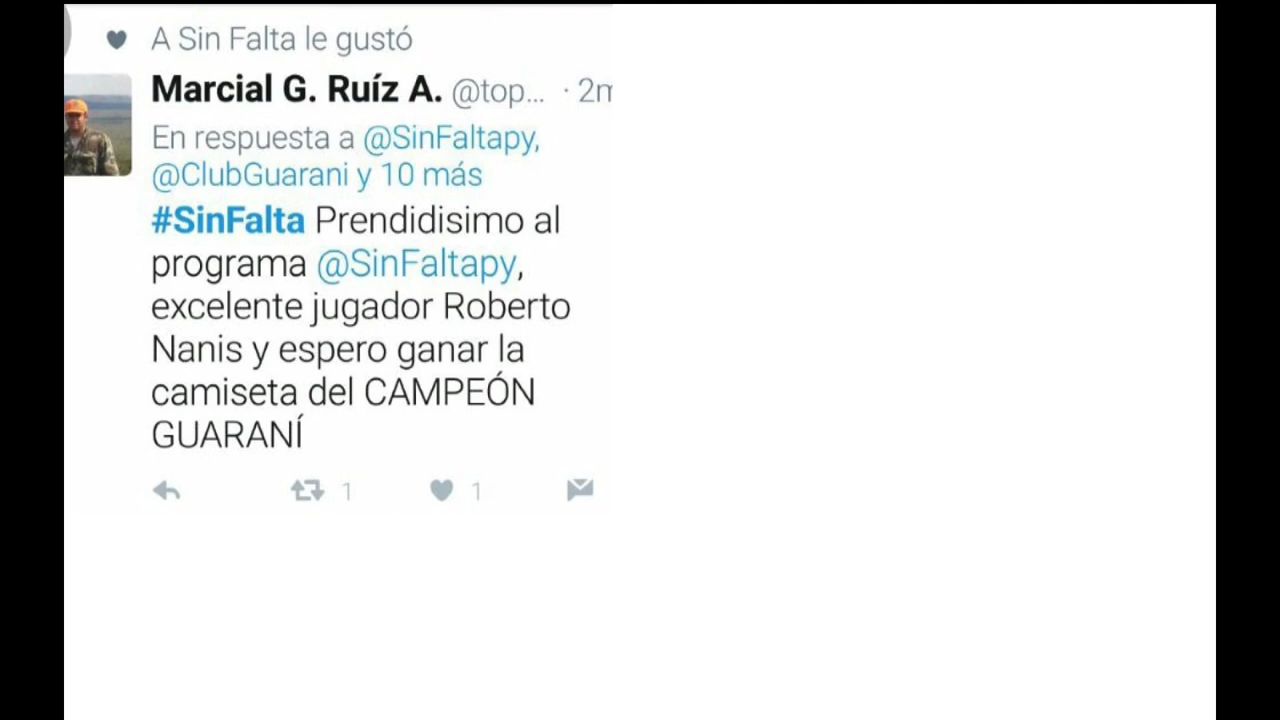 A Sin Falta le gustó
Marcial G. Ruíz A. @top... · 2m
En respuesta a @SinFaltapy,
@ClubGuarani y 10 más
#SinFalta Prendidisimo al
programa @SinFaltapy,
excelente jugador Roberto
Nanis y espero ganar la
camiseta del CAMPEÓN
GUARANÍ
1 1